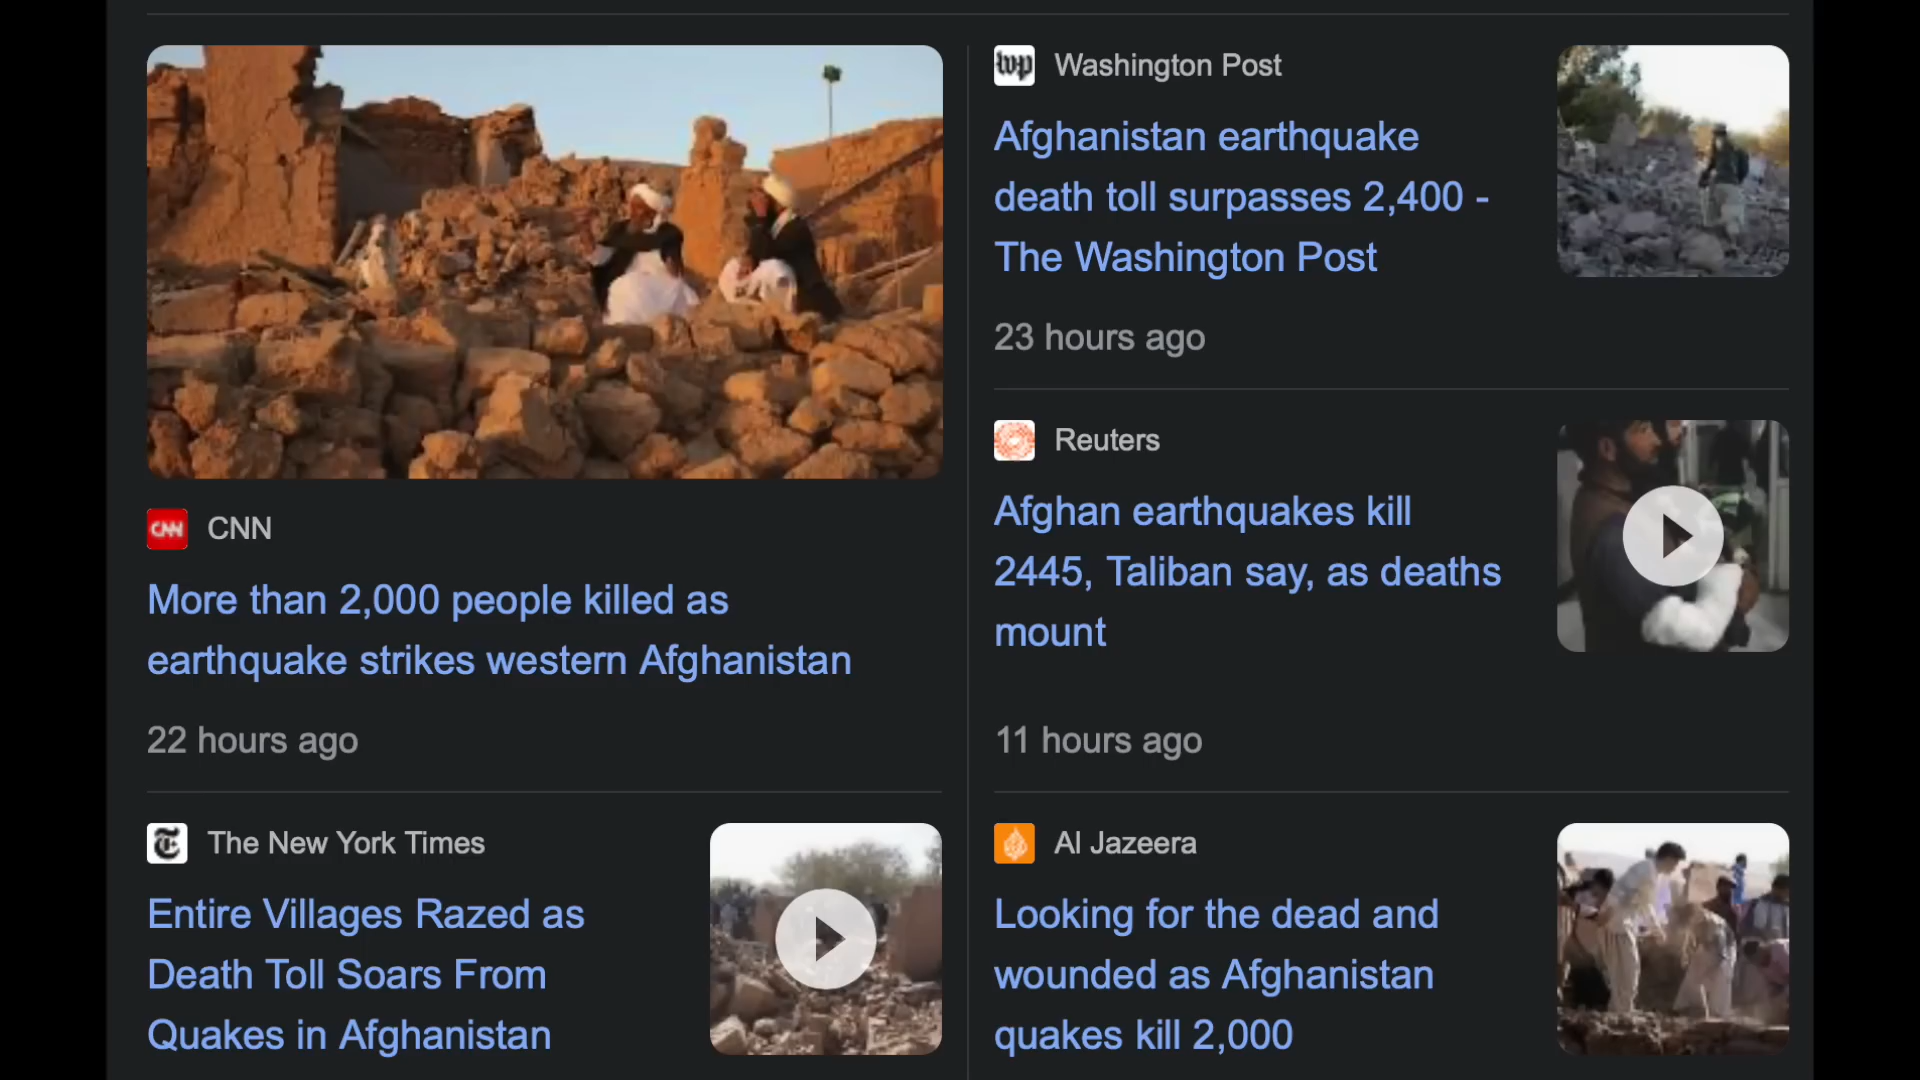 CNN
CNN
More than 2,000 people killed as
earthquake strikes western Afghanistan
22 hours ago
The New York Times
Entire Villages Razed as
Death Toll Soars From
Quakes in Afghanistan
wp
Washington Post
Afghanistan earthquake
death toll surpasses 2,400 -
The Washington Post
23 hours ago
Reuters
Afghan earthquakes kill
2445, Taliban say, as deaths
mount
11 hours ago
Al Jazeera
Looking for the dead and
wounded as Afghanistan
quakes kill 2,000